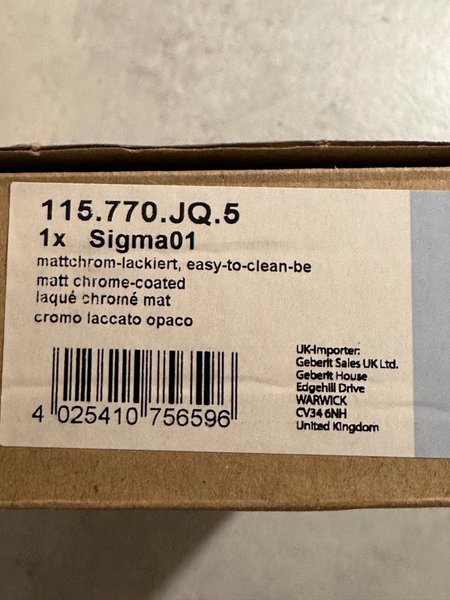 115.770.JQ.5
1x Sigma01
mattchrom-lackiert, easy-to-clean-be
matt chrome-coated
laqué chromé mat
cromo laccato opaco
UK-Importer:
Geberit Sales UK Ltd.
Geberit House
Edgehill Drive
WARWICK
CV34 6NH
United Kingdom
4 025410 756596